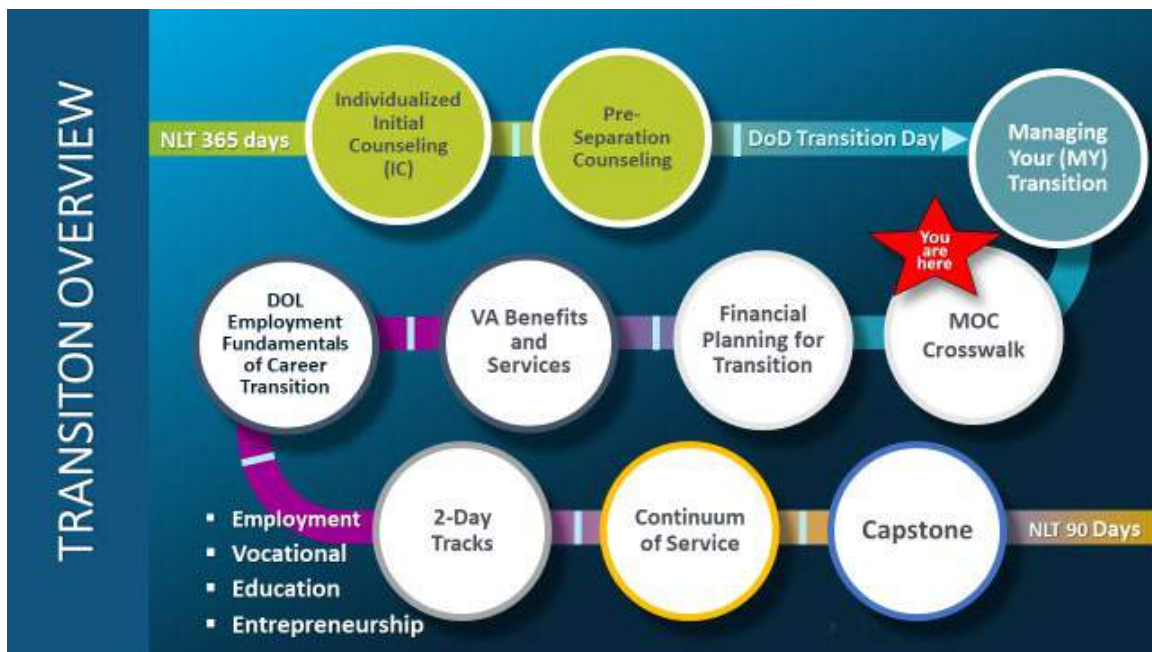 TRANSITON OVERVIEW
NLT 365 days
Individualized
Initial
Counseling
(IC)
Pre-
Separation
Counseling
DoD Transition Day
Managing
Your (MY)
Transition
You
are
here
MOC
Crosswalk
Financial
Planning for
Transition
VA Benefits
and
Services
DOL
Employment
Fundamentals
of Career
Transition
▪ Employment
▪ Vocational
▪ Education
▪ Entrepreneurship
2-Day
Tracks
Continuum
of Service
Capstone
NLT 90 Days